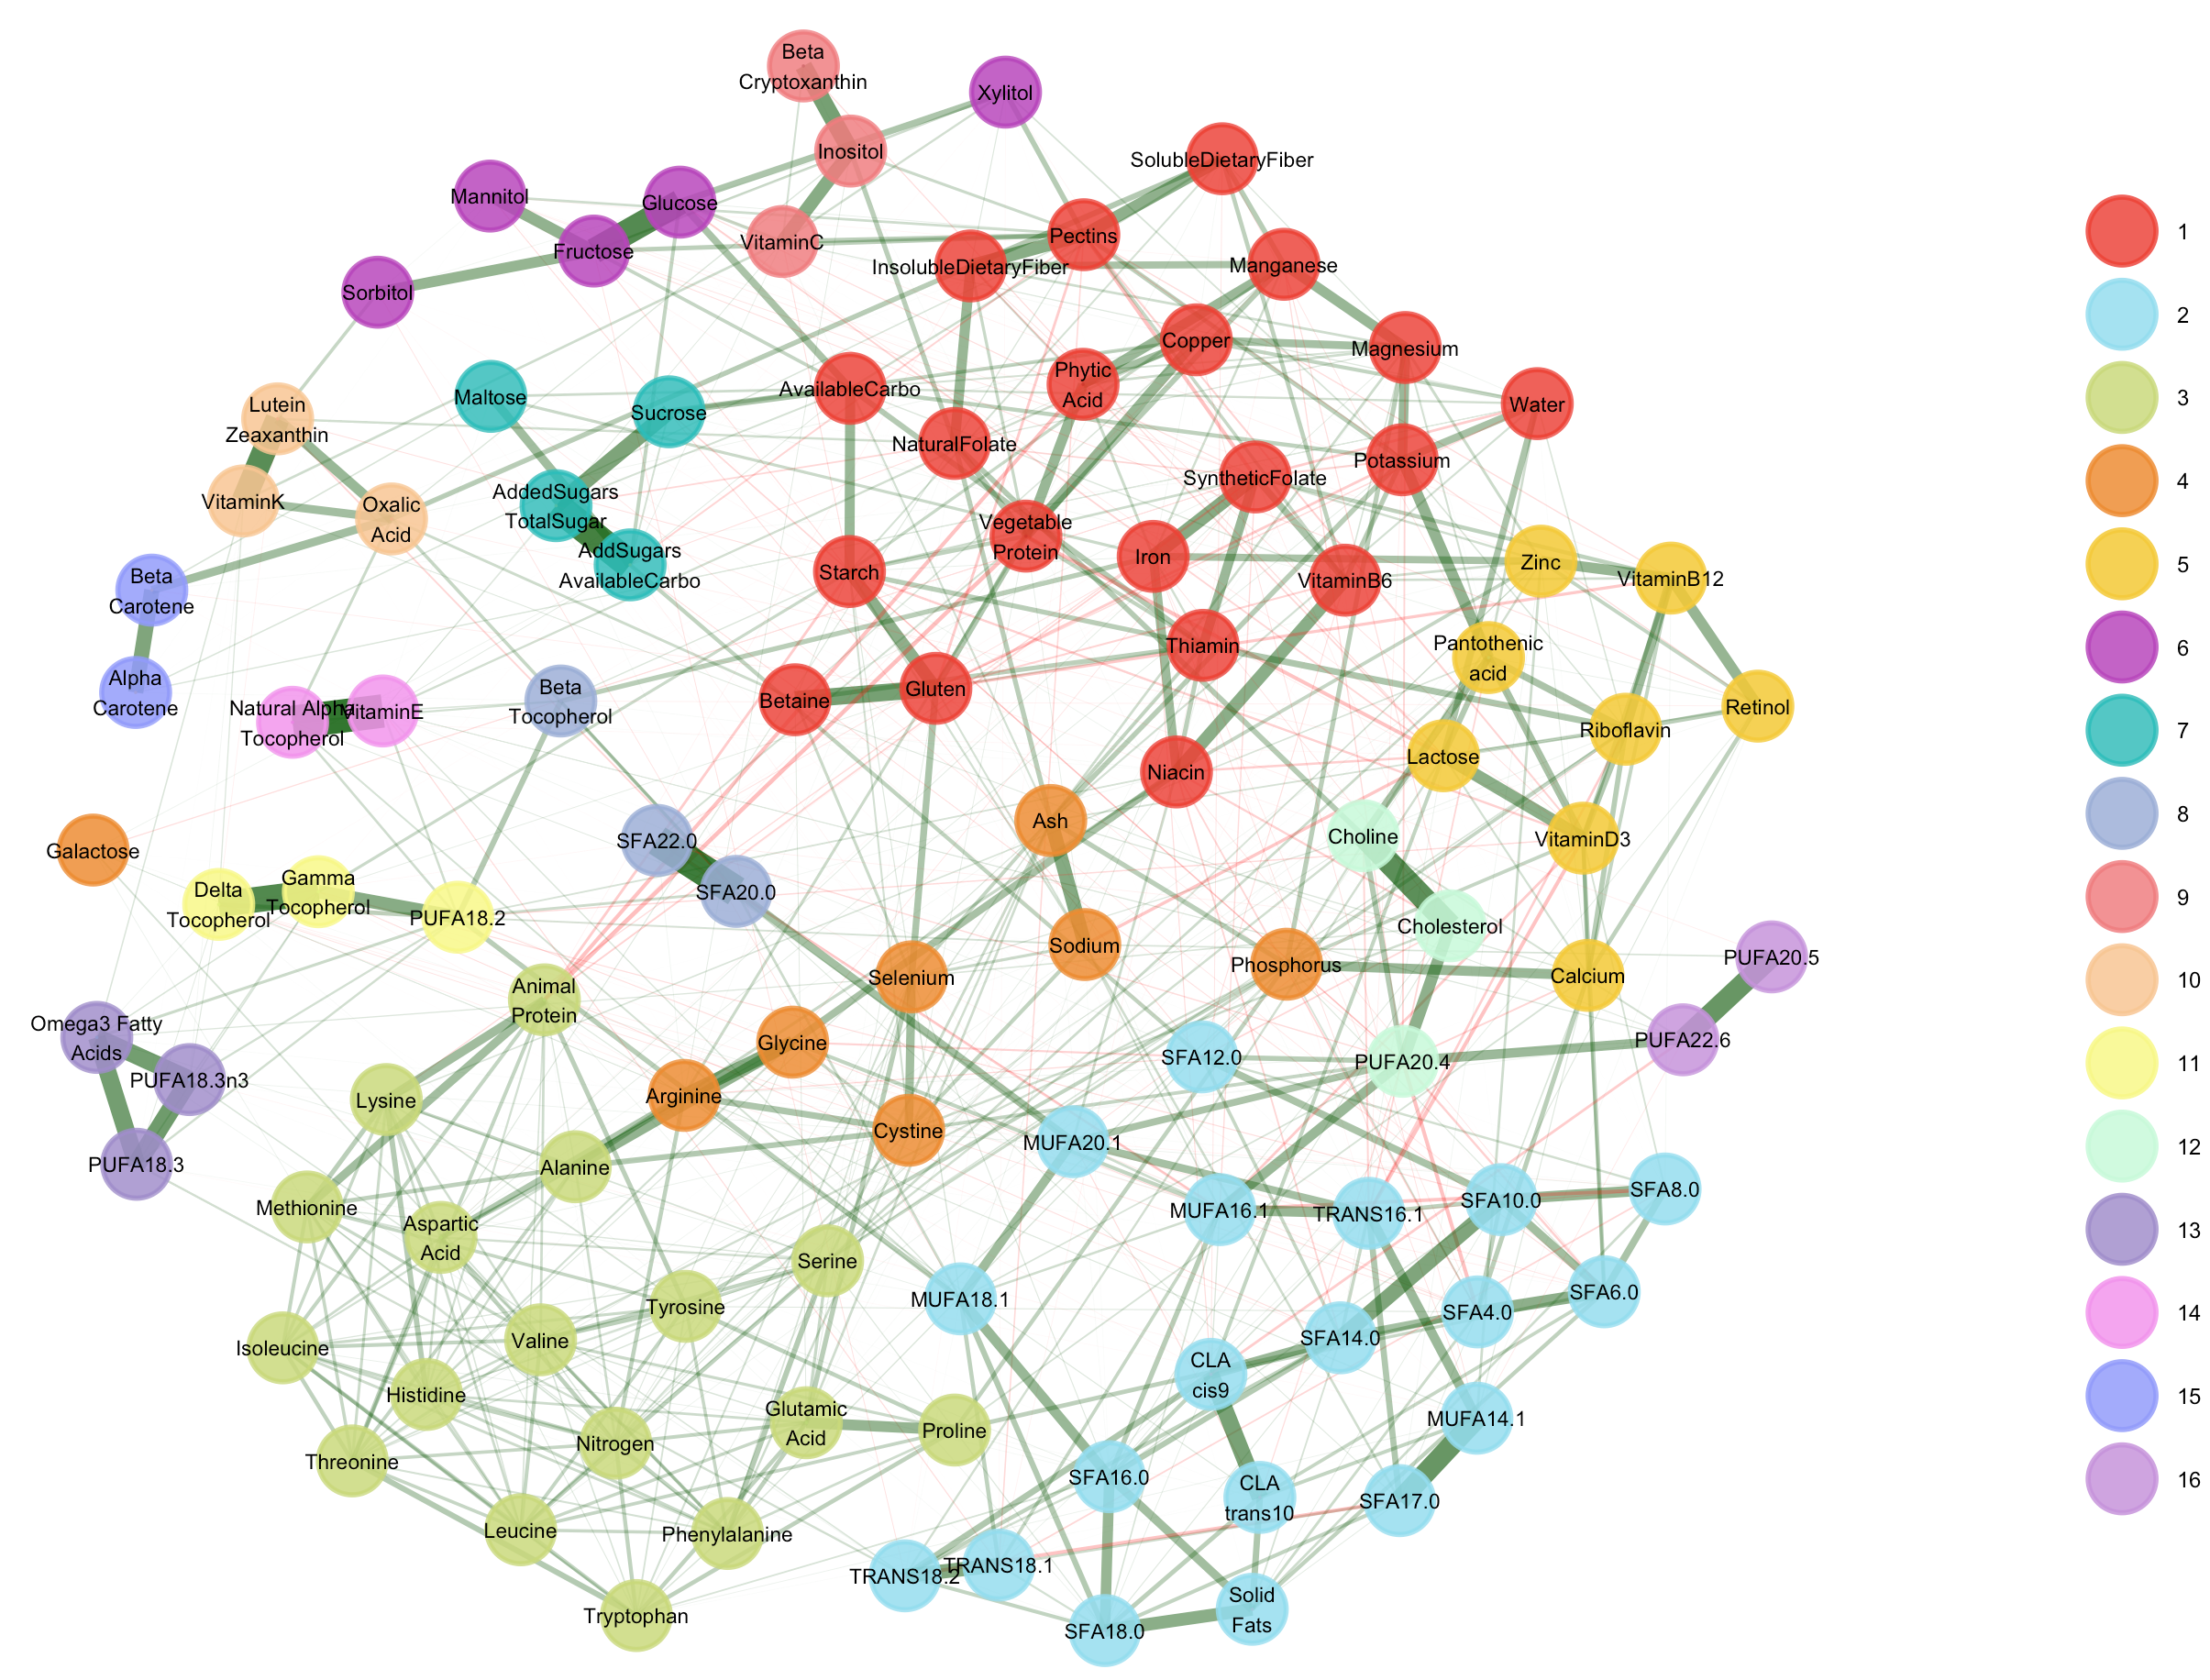 Beta
Cryptoxanthin
Xylitol
Inositol
SolubleDietaryFiber
Mannitol
Glucose
Fructose
VitaminC
Pectins
InsolubleDietaryFiber
Manganese
Sorbitol
Copper
Magnesium
Phytic
Acid
AvailableCarbo
Maltose
Sucrose
Water
Lutein
Zeaxanthin
NaturalFolate
Potassium
SyntheticFolate
VitaminK
Oxalic
Acid
AddedSugars
TotalSugar
Vegetable
Protein
AddSugars
AvailableCarbo
Starch
Iron
VitaminB6
Zinc
VitaminB12
Beta
Carotene
Thiamin
Pantothenic
acid
Alpha
Carotene
Natural Alpha
Tocopherol
VitaminE
Beta
Tocopherol
Betaine
Gluten
Retinol
Riboflavin
Lactose
Niacin
Ash
Choline
VitaminD3
Galactose
SFA22.0
SFA20.0
Delta
Tocopherol
Gamma
Tocopherol
PUFA18.2
Cholesterol
Sodium
Phosphorus
Selenium
Calcium
PUFA20.5
Animal
Protein
Omega3 Fatty
Acids
PUFA18.3n3
Glycine
SFA12.0
PUFA20.4
PUFA22.6
Lysine
Arginine
Cystine
MUFA20.1
PUFA18.3
Alanine
Methionine
Aspartic
Acid
MUFA16.1
TRANS16.1
SFA10.0
SFA8.0
Serine
Tyrosine
MUFA18.1
SFA4.0
SFA6.0
Isoleucine
Valine
SFA14.0
CLA
cis9
Histidine
Glutamic
Acid
Proline
MUFA14.1
Nitrogen
Threonine
SFA16.0
CLA
trans10
SFA17.0
Leucine
Phenylalanine
TRANS18.2
TRANS18.1
Tryptophan
SFA18.0
Solid
Fats
1
2
3
4
5
6
7
8
9
10
11
12
13
14
15
16